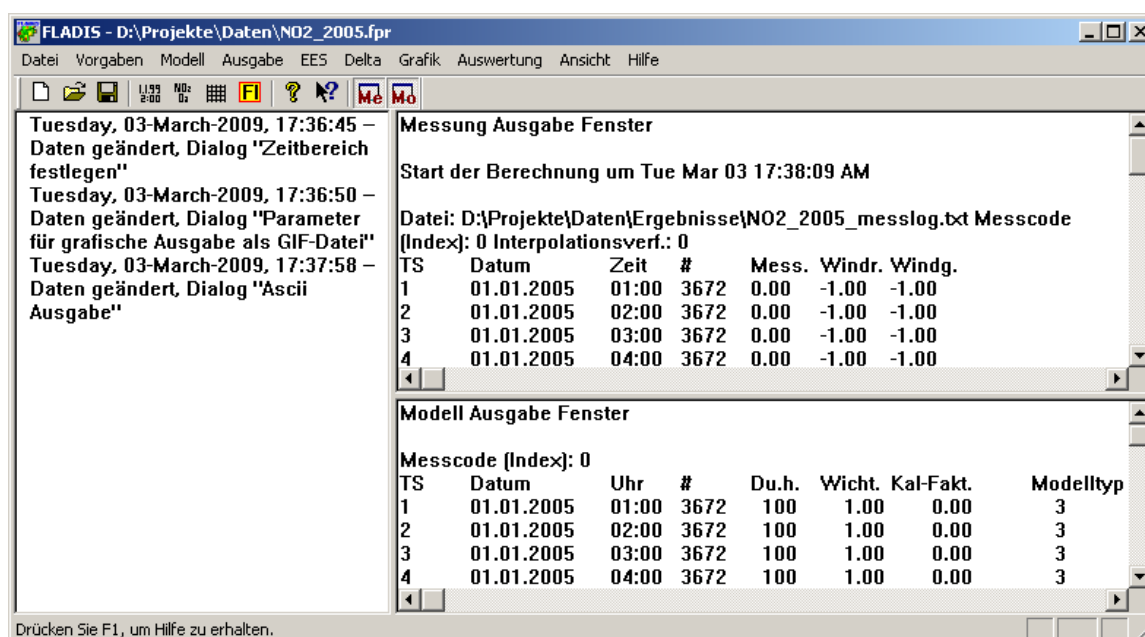 FLADIS - D:\Projekte\Daten\NO2_2005.fpr
Datei Vorgaben Modell Ausgabe EES Delta Grafik Auswertung Ansicht Hilfe
FI Me Mo
Tuesday, 03-March-2009, 17:36:45 –
Daten geändert, Dialog "Zeitbereich
festlegen"
Tuesday, 03-March-2009, 17:36:50 –
Daten geändert, Dialog "Parameter
für grafische Ausgabe als GIF-Datei"
Tuesday, 03-March-2009, 17:37:58 –
Daten geändert, Dialog "Ascii
Ausgabe"
Messung Ausgabe Fenster
Start der Berechnung um Tue Mar 03 17:38:09 AM
Datei: D:\Projekte\Daten\Ergebnisse\NO2_2005_messlog.txt Messcode
(Index): 0 Interpolationsverf.: 0
TS Datum Zeit # Mess. Windr. Windg.
1 01.01.2005 01:00 3672 0.00 -1.00 -1.00
2 01.01.2005 02:00 3672 0.00 -1.00 -1.00
3 01.01.2005 03:00 3672 0.00 -1.00 -1.00
4 01.01.2005 04:00 3672 0.00 -1.00 -1.00
Modell Ausgabe Fenster
Messcode (Index): 0
TS Datum Uhr # Du.h. Wicht. Kal-Fakt. Modelltyp
1 01.01.2005 01:00 3672 100 1.00 0.00 3
2 01.01.2005 02:00 3672 100 1.00 0.00 3
3 01.01.2005 03:00 3672 100 1.00 0.00 3
4 01.01.2005 04:00 3672 100 1.00 0.00 3
Drücken Sie F1, um Hilfe zu erhalten.